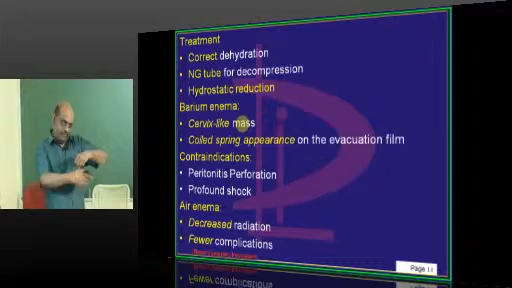 Treatment
• Correct dehydration
• NG tube for decompression
• Hydrostatic reduction
Barium enema:
• Cervix-like mass
• Coiled spring appearance on the evacuation film
Contraindications:
• Peritonitis Perforation
• Profound shock
Air enema:
• Decreased radiation
• Fewer complications
Page 14